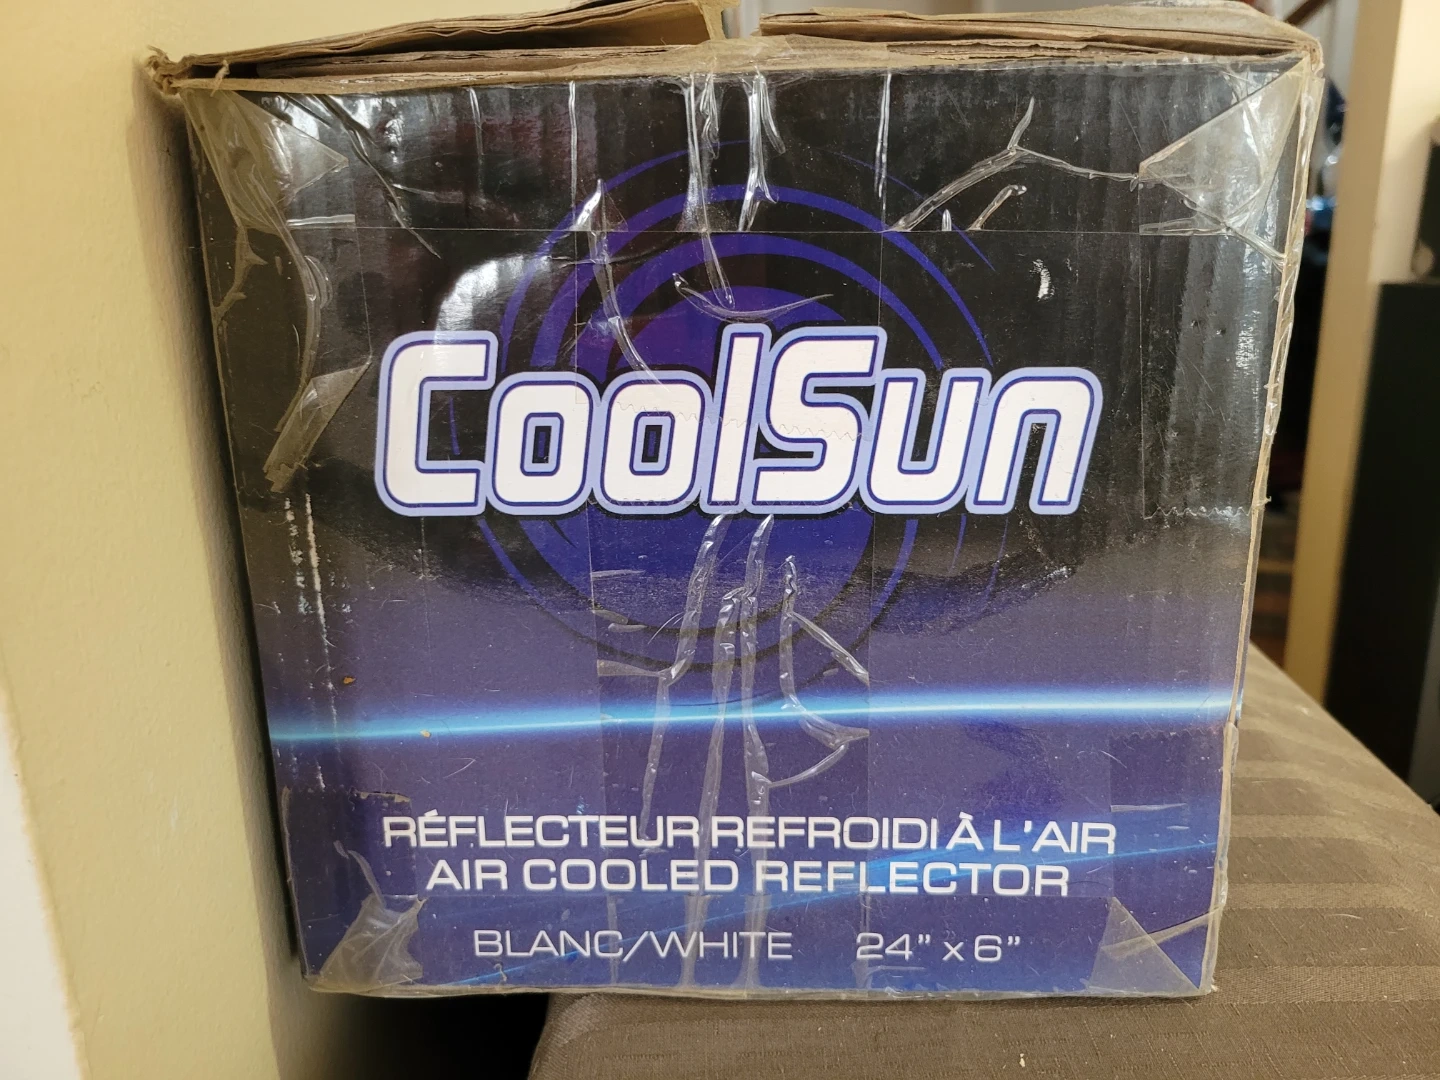 CoolSun
RÉFLECTEUR REFROIDI À L'AIR
AIR COOLED REFLECTOR
BLANC/WHITE 24” x 6”